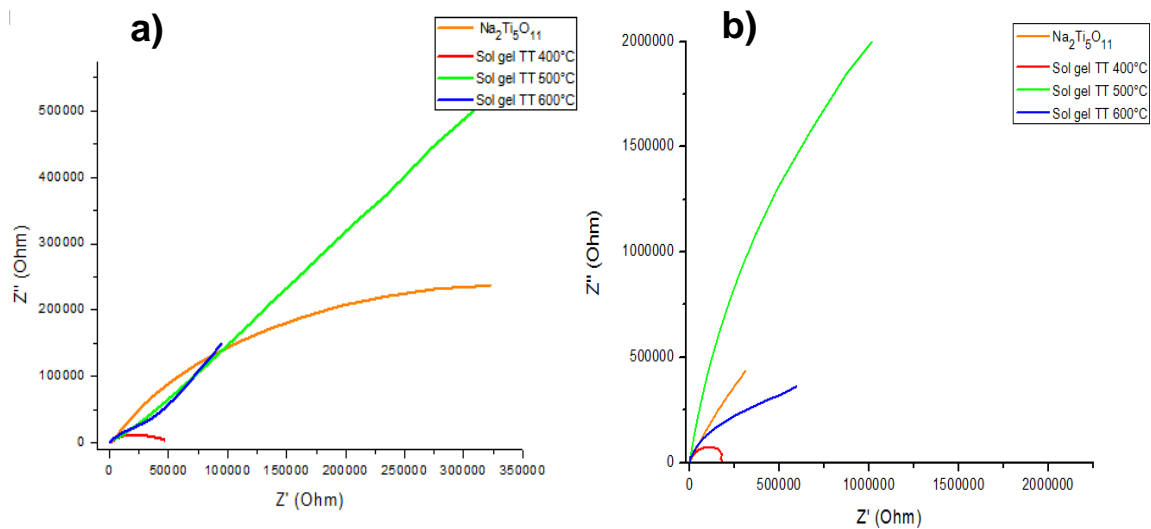 a)
Na₂Ti₅O₁₁
Sol gel TT 400°C
Sol gel TT 500°C
Sol gel TT 600°C
500000
400000
300000
200000
100000
0
Z'' (Ohm)
0 50000 100000 150000 200000 250000 300000 350000
Z' (Ohm)
b)
Na₂Ti₅O₁₁
Sol gel TT 400°C
Sol gel TT 500°C
Sol gel TT 600°C
2000000
1500000
1000000
500000
0
Z'' (Ohm)
0 500000 1000000 1500000 2000000
Z' (Ohm)